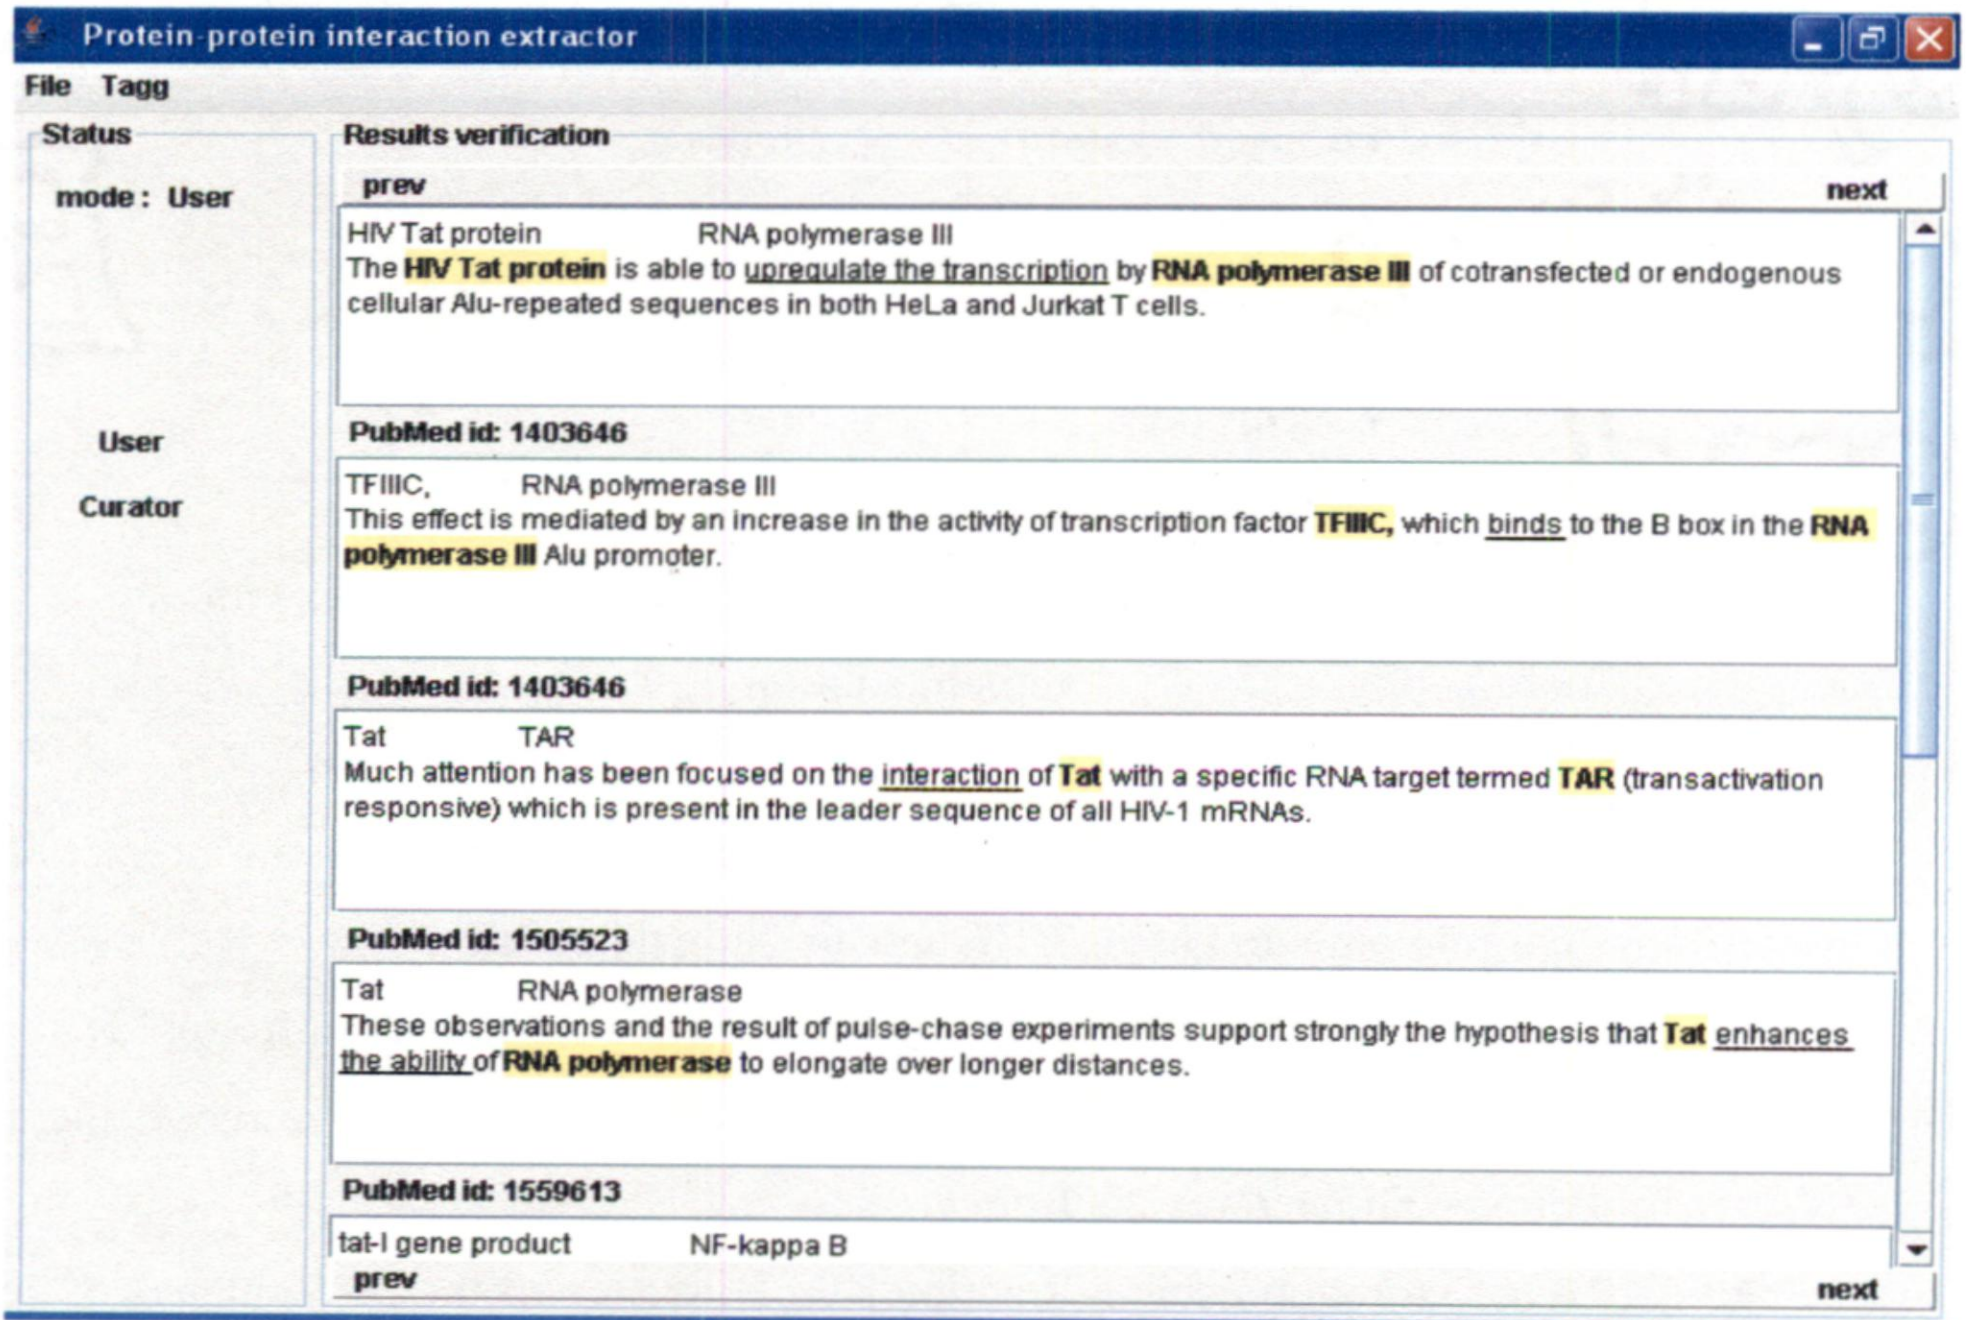 Protein-protein interaction extractor
File Tagg
Status
mode : User
User
Curator
Results verification
prev next
HIV Tat protein RNA polymerase III
The HIV Tat protein is able to upregulate the transcription by RNA polymerase III of cotransfected or endogenous
cellular Alu-repeated sequences in both HeLa and Jurkat T cells.
PubMed id: 1403646
TFIIIC, RNA polymerase III
This effect is mediated by an increase in the activity of transcription factor TFIIIC, which binds to the B box in the RNA
polymerase III Alu promoter.
PubMed id: 1403646
Tat TAR
Much attention has been focused on the interaction of Tat with a specific RNA target termed TAR (transactivation
responsive) which is present in the leader sequence of all HIV-1 mRNAs.
PubMed id: 1505523
Tat RNA polymerase
These observations and the result of pulse-chase experiments support strongly the hypothesis that Tat enhances
the ability of RNA polymerase to elongate over longer distances.
PubMed id: 1559613
tat-I gene product NF-kappa B
prev next